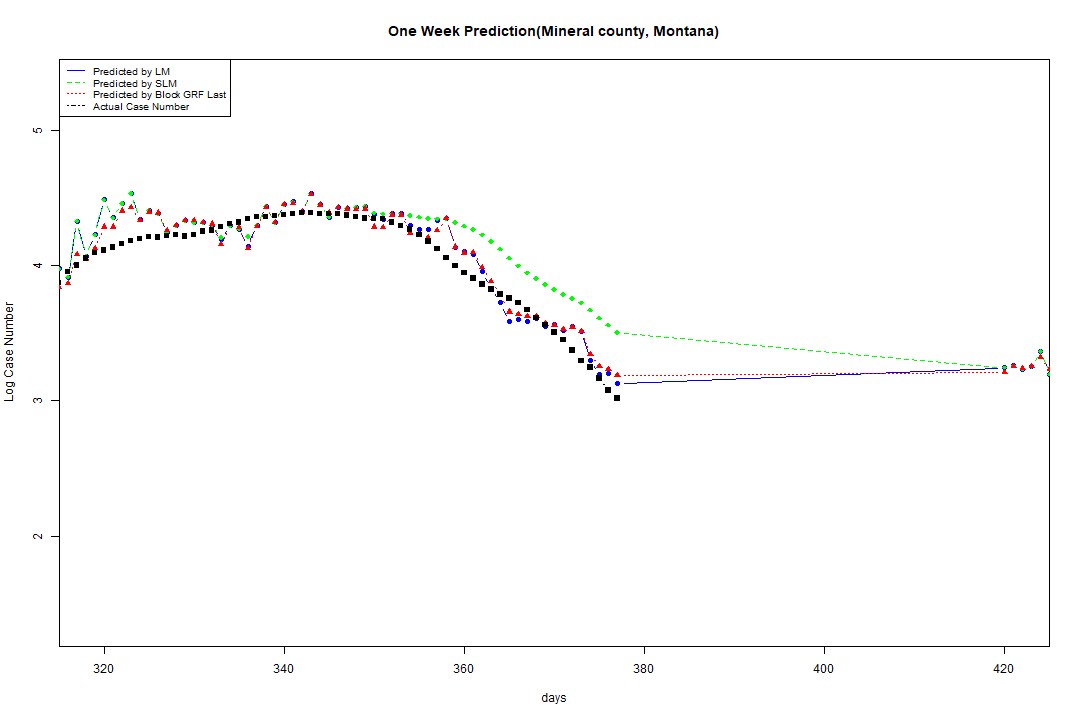 One Week Prediction(Mineral county, Montana)
Predicted by LM
Predicted by SLM
Predicted by Block GRF Last
Actual Case Number
5
4
3
2
Log Case Number
320 340 360 380 400 420
days